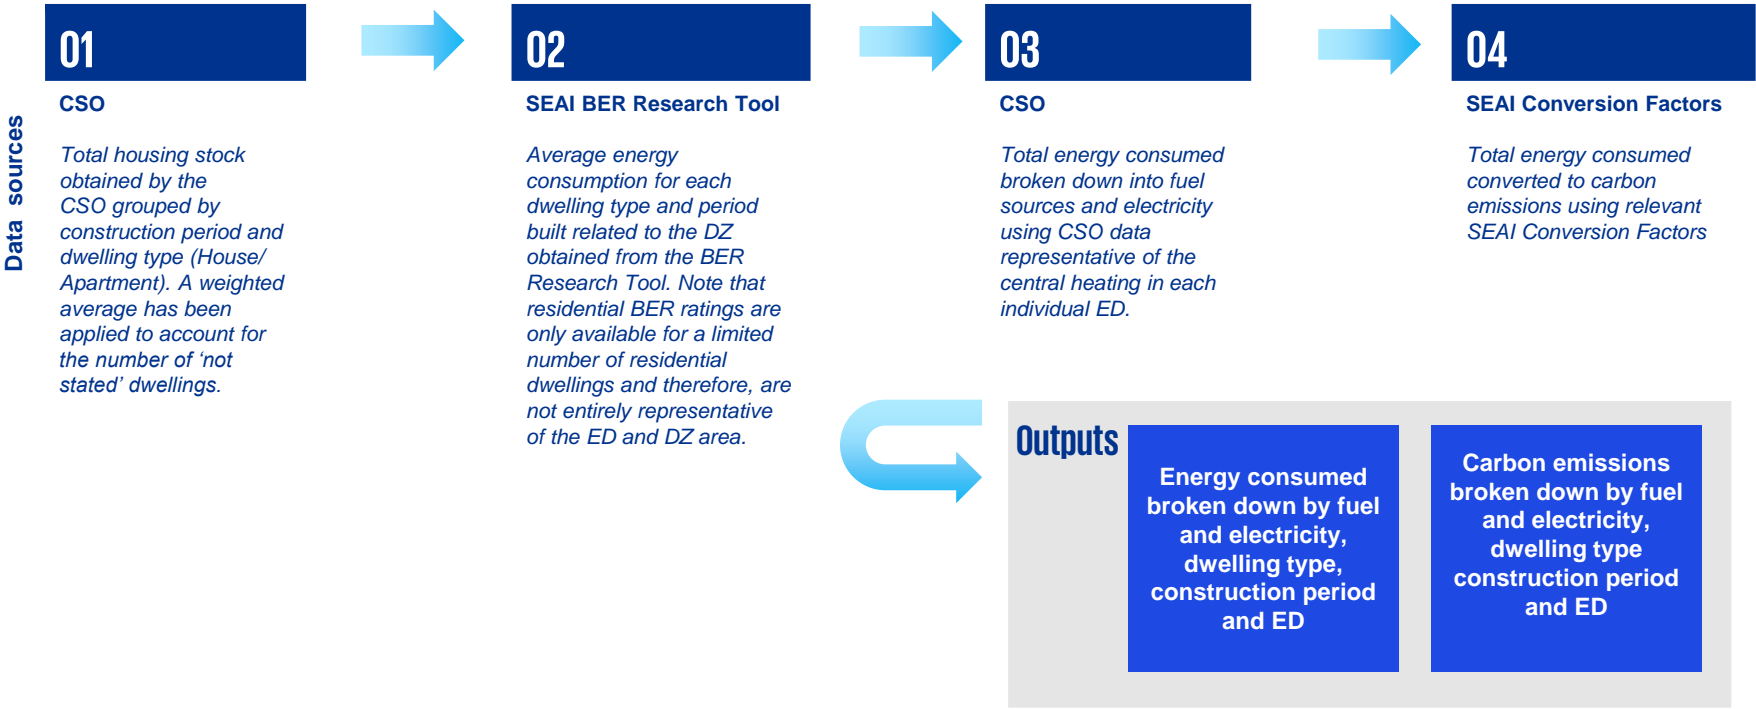 Data sources
01
CSO
Total housing stock
obtained by the
CSO grouped by
construction period and
dwelling type (House/
Apartment). A weighted
average has been
applied to account for
the number of ‘not
stated’ dwellings.
02
SEAI BER Research Tool
Average energy
consumption for each
dwelling type and period
built related to the DZ
obtained from the BER
Research Tool. Note that
residential BER ratings are
only available for a limited
number of residential
dwellings and therefore, are
not entirely representative
of the ED and DZ area.
03
CSO
Total energy consumed
broken down into fuel
sources and electricity
using CSO data
representative of the
central heating in each
individual ED.
04
SEAI Conversion Factors
Total energy consumed
converted to carbon
emissions using relevant
SEAI Conversion Factors
Outputs
Energy consumed
broken down by fuel
and electricity,
dwelling type,
construction period
and ED
Carbon emissions
broken down by fuel
and electricity,
dwelling type
construction period
and ED